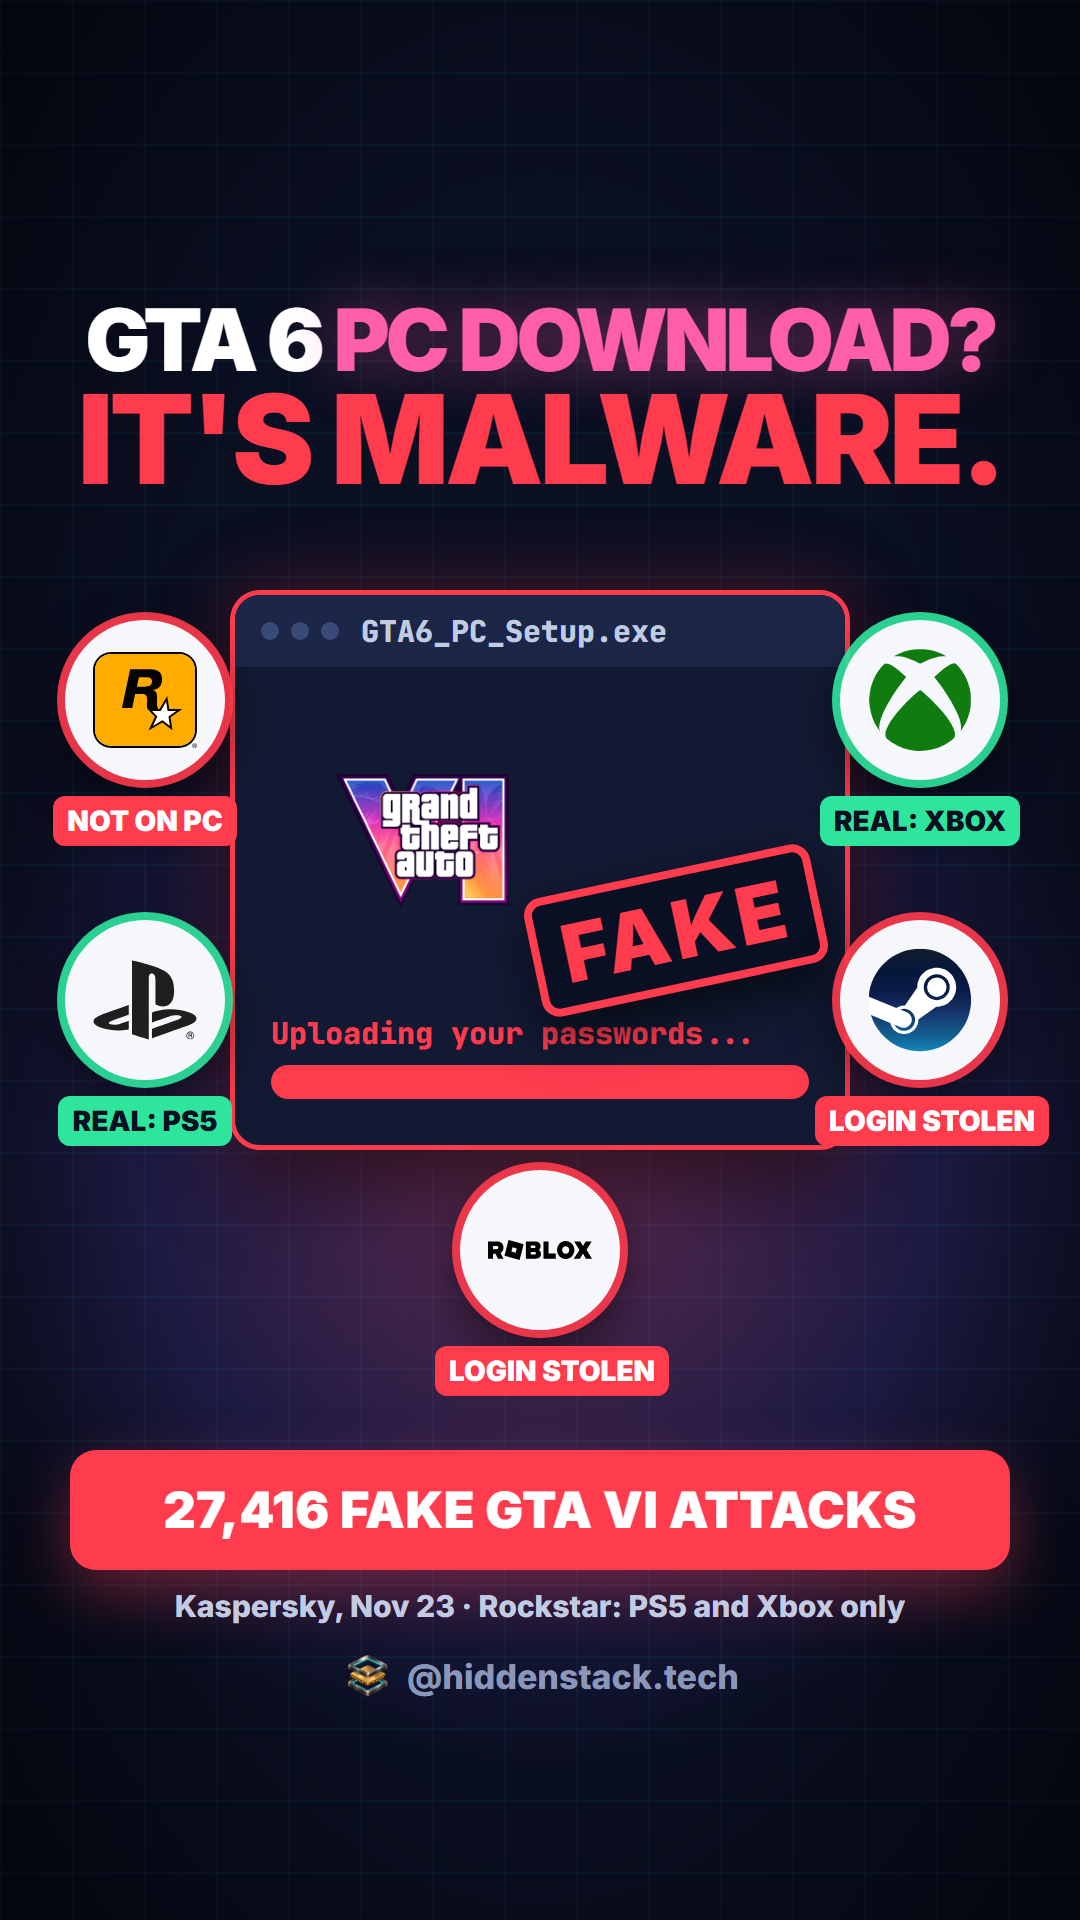 GTA 6 PC DOWNLOAD?
IT'S MALWARE.
GTA6_PC_Setup.exe
R
®
NOT ON PC
REAL: XBOX
VI
grand
theft
auto
FAKE
®
REAL: PS5
Uploading your passwords...
LOGIN STOLEN
ROBLOX
LOGIN STOLEN
27,416 FAKE GTA VI ATTACKS
Kaspersky, Nov 23 · Rockstar: PS5 and Xbox only
@hiddenstack.tech